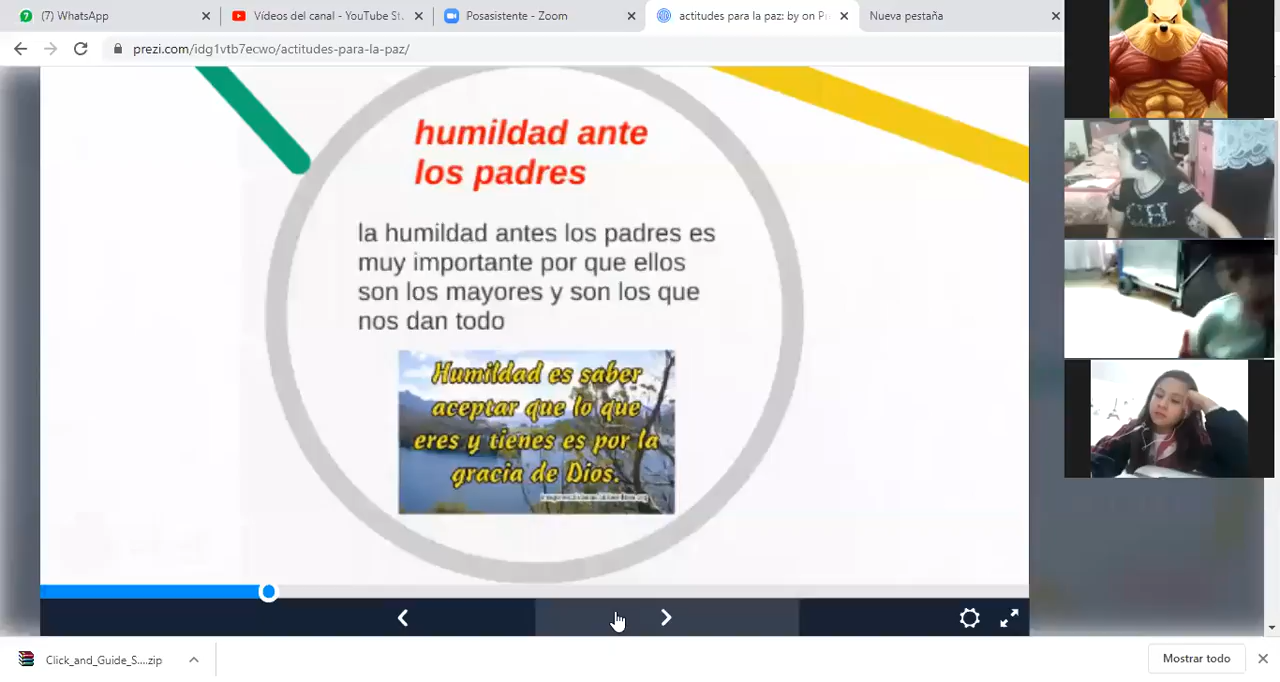 (7) WhatsApp
Vídeos del canal - YouTube St
Posasistente - Zoom
actitudes para la paz: by on Pr
Nueva pestaña
prezi.com/idg1vtb7ecwo/actitudes-para-la-paz/
humildad ante
los padres
la humildad antes los padres es
muy importante por que ellos
son los mayores y son los que
nos dan todo
Humildad es saber
aceptar que lo que
eres y tienes es por la
gracia de Dios.
Click_and_Guide_S....zip
Mostrar todo